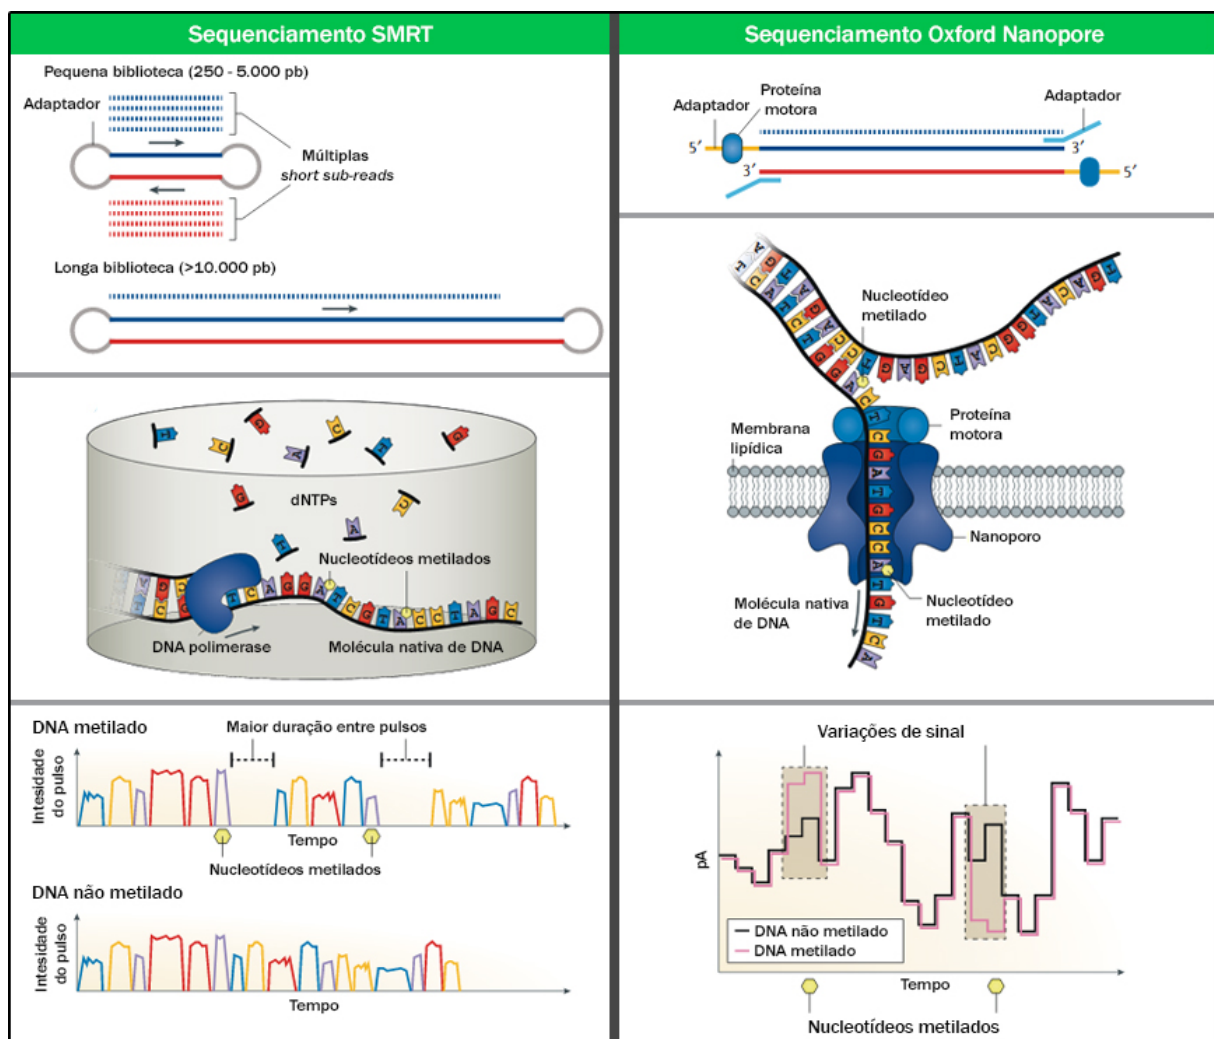 Sequenciamento SMRT
Pequena biblioteca (250 - 5.000 pb)
Adaptador
Múltiplas
short sub-reads
Longa biblioteca (>10.000 pb)
dNTPs
Nucleotídeos metilados
DNA polimerase
Molécula nativa de DNA
T
C
G
A
C
T
G
G
C
A
T
T C A G G A T C G T A C C T A G C
DNA metilado
Maior duração entre pulsos
Intesidade
do pulso
Tempo
Nucleotídeos metilados
DNA não metilado
Intesidade
do pulso
Tempo
Sequenciamento Oxford Nanopore
Adaptador
Proteína
motora
Adaptador
5′
3′
3′
5′
Nucleotídeo
metilado
Proteína
motora
Membrana
lipídica
Nanoporo
Molécula nativa
de DNA
Nucleotídeo
metilado
T
C
G
A
T
G
C
C
A
T
G
T
C
A
Variações de sinal
pA
DNA não metilado
DNA metilado
Tempo
Nucleotídeos metilados